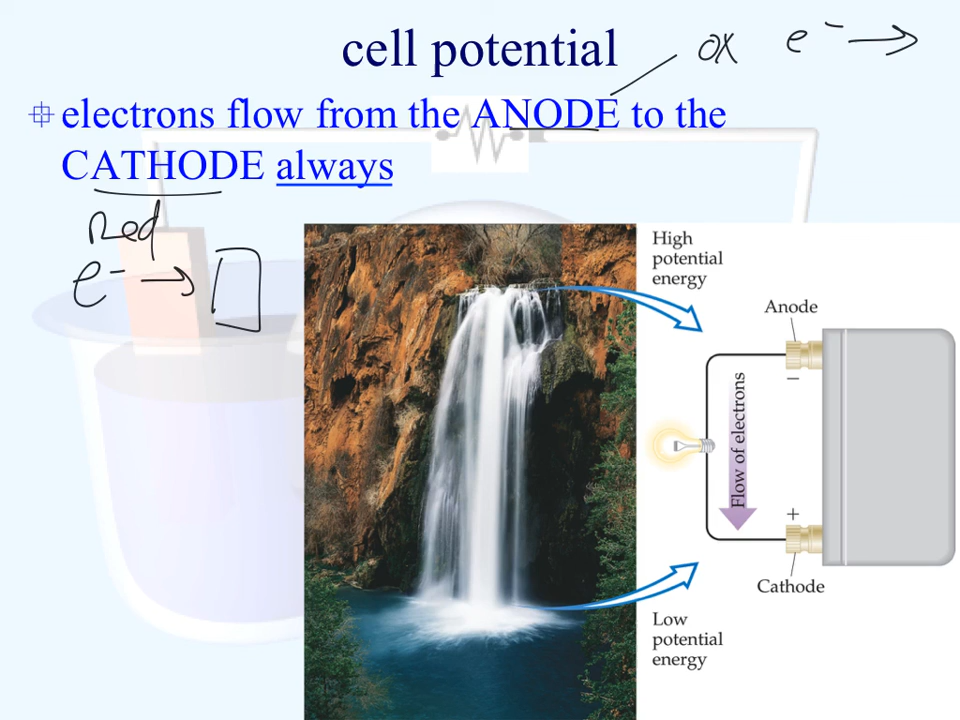 cell potential
ox e⁻ →
electrons flow from the ANODE to the
CATHODE always
Red
e⁻ →
High
potential
energy
Anode
−
Flow of electrons
+
Cathode
Low
potential
energy